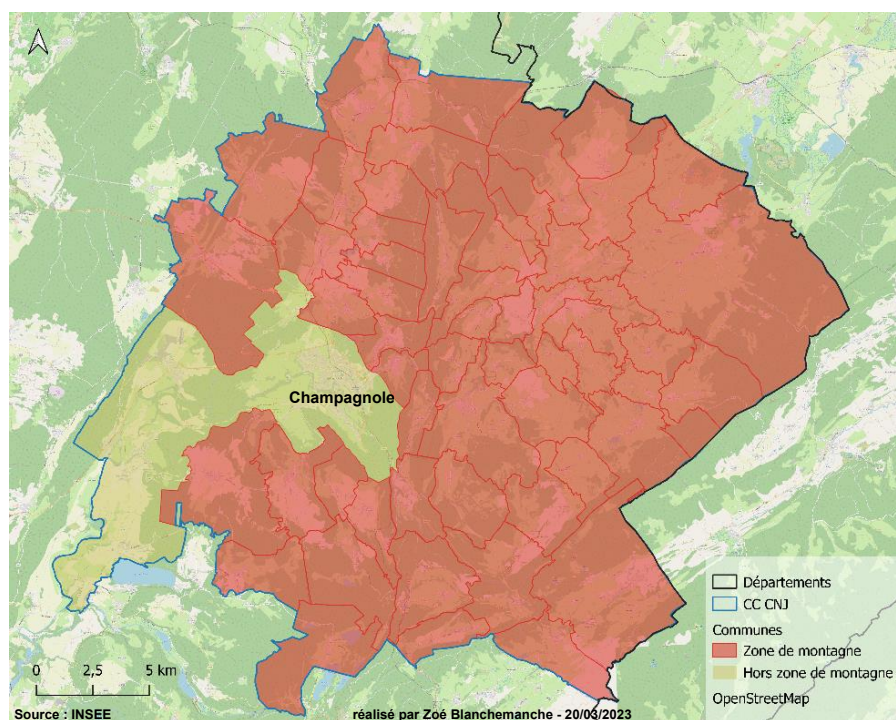 Champagnole
Départements
CC CNJ
Communes
Zone de montagne
Hors zone de montagne
OpenStreetMap
0 2,5 5 km
Source : INSEE
réalisé par Zoé Blanchemanche - 20/03/2023